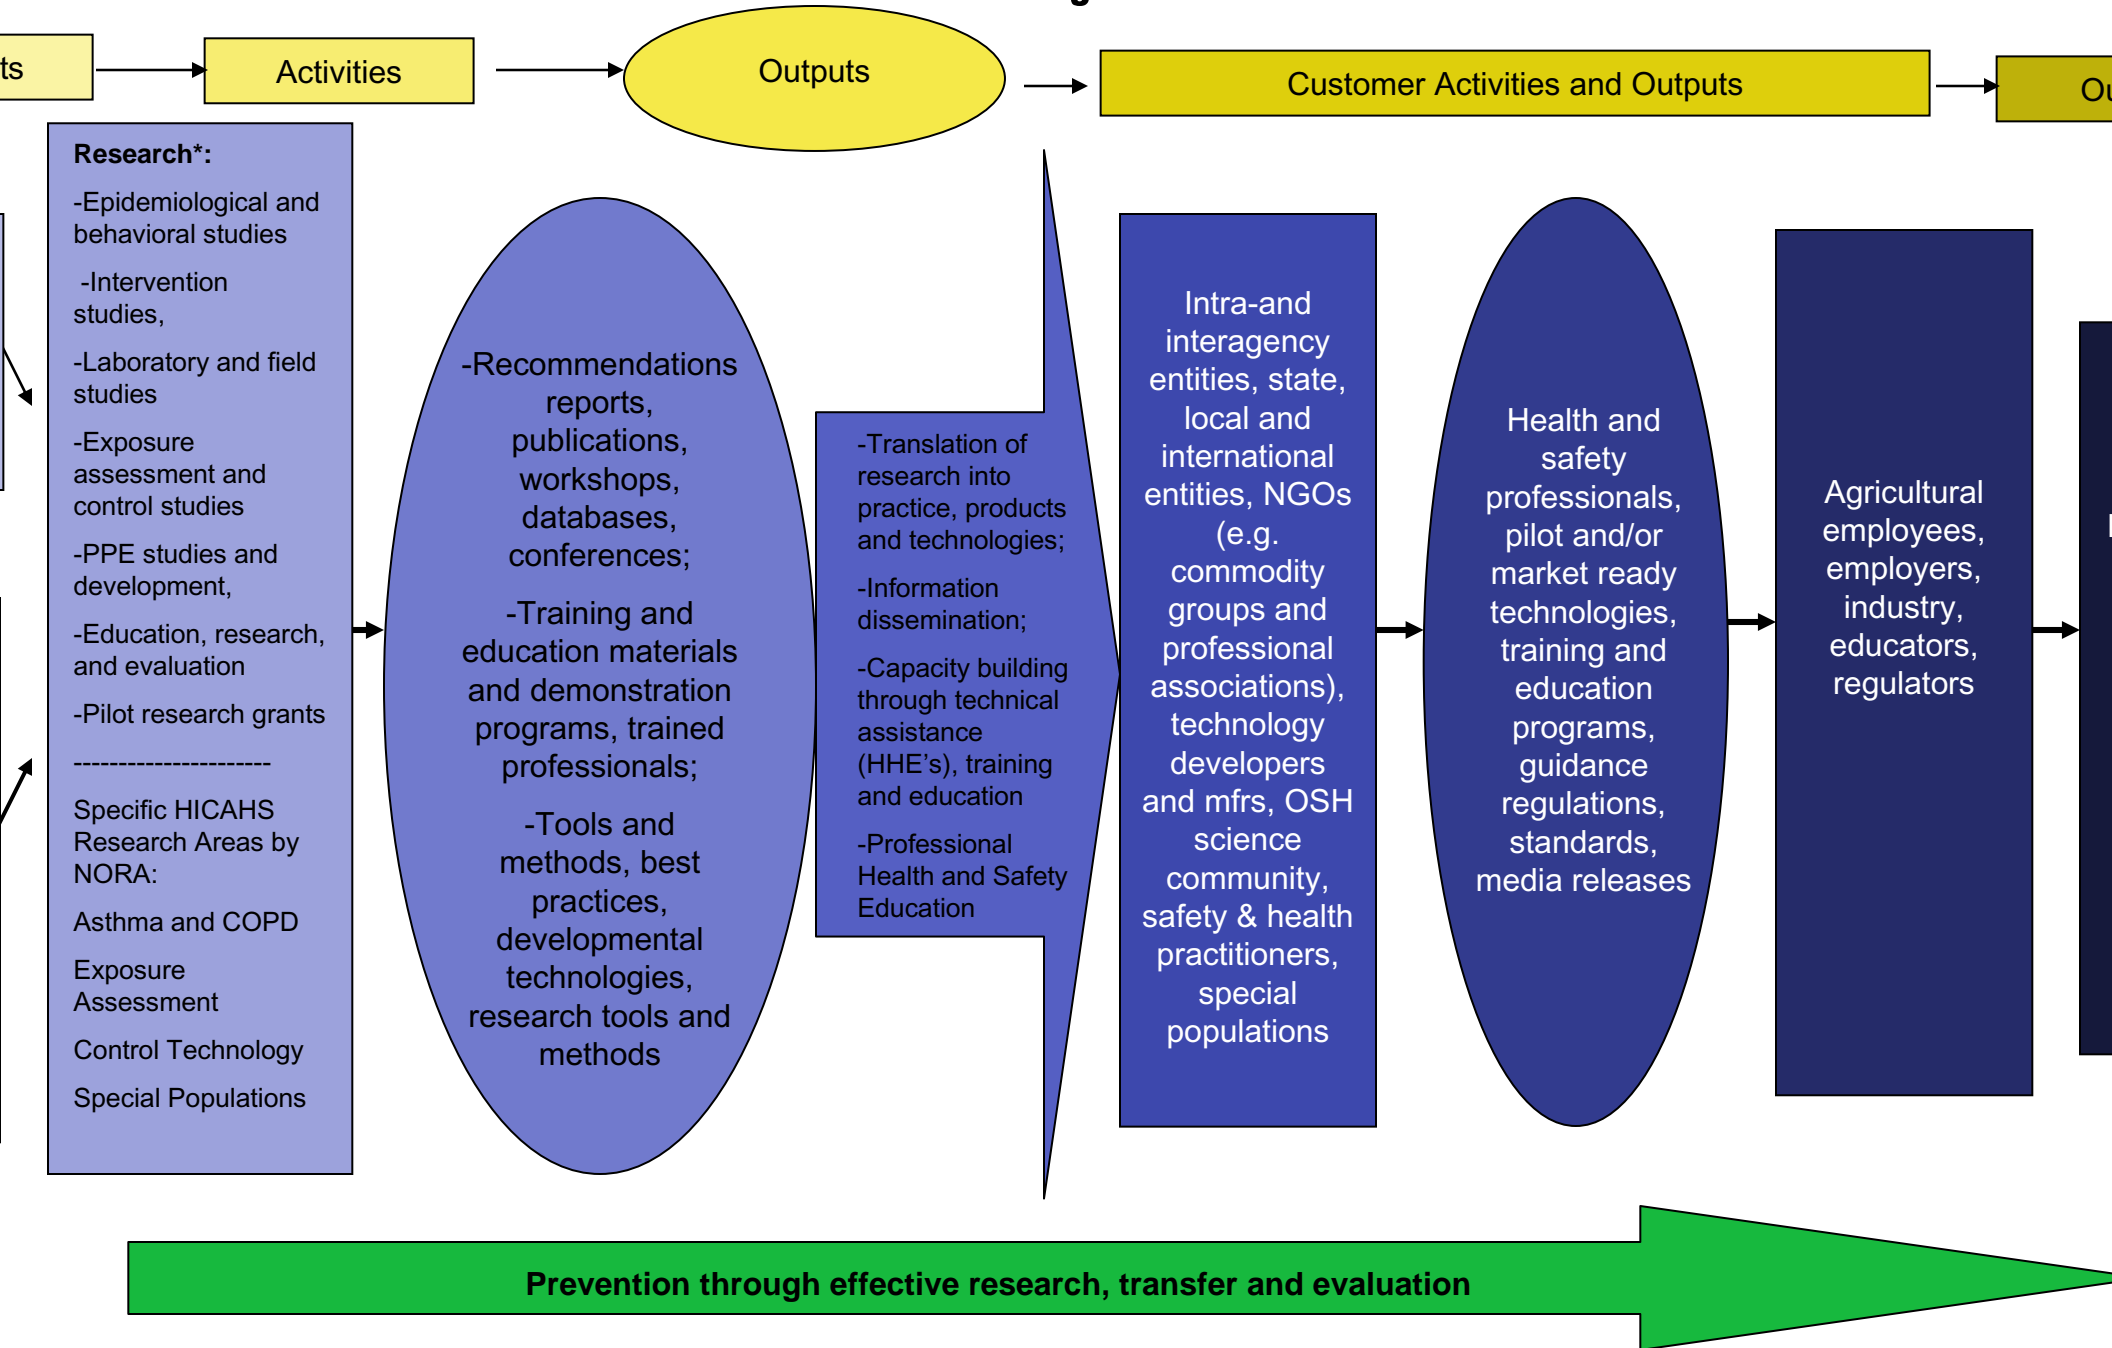 Activities
Outputs
Customer Activities and Outputs
Research*:
-Epidemiological and
behavioral studies
-Intervention
studies,
-Laboratory and field
studies
-Exposure
assessment and
control studies
-PPE studies and
development,
-Education, research,
and evaluation
-Pilot research grants
----------------------
Specific HICAHS
Research Areas by
NORA:
Asthma and COPD
Exposure
Assessment
Control Technology
Special Populations
-Recommendations
reports,
publications,
workshops,
databases,
conferences;
-Training and
education materials
and demonstration
programs, trained
professionals;
-Tools and
methods, best
practices,
developmental
technologies,
research tools and
methods
-Translation of
research into
practice, products
and technologies;
-Information
dissemination;
-Capacity building
through technical
assistance
(HHE's), training
and education
-Professional
Health and Safety
Education
Intra-and
interagency
entities, state,
local and
international
entities, NGOs
(e.g.
commodity
groups and
professional
associations),
technology
developers
and mfrs, OSH
science
community,
safety & health
practitioners,
special
populations
Health and
safety
professionals,
pilot and/or
market ready
technologies,
training and
education
programs,
guidance
regulations,
standards,
media releases
Agricultural
employees,
employers,
industry,
educators,
regulators
Prevention through effective research, transfer and evaluation